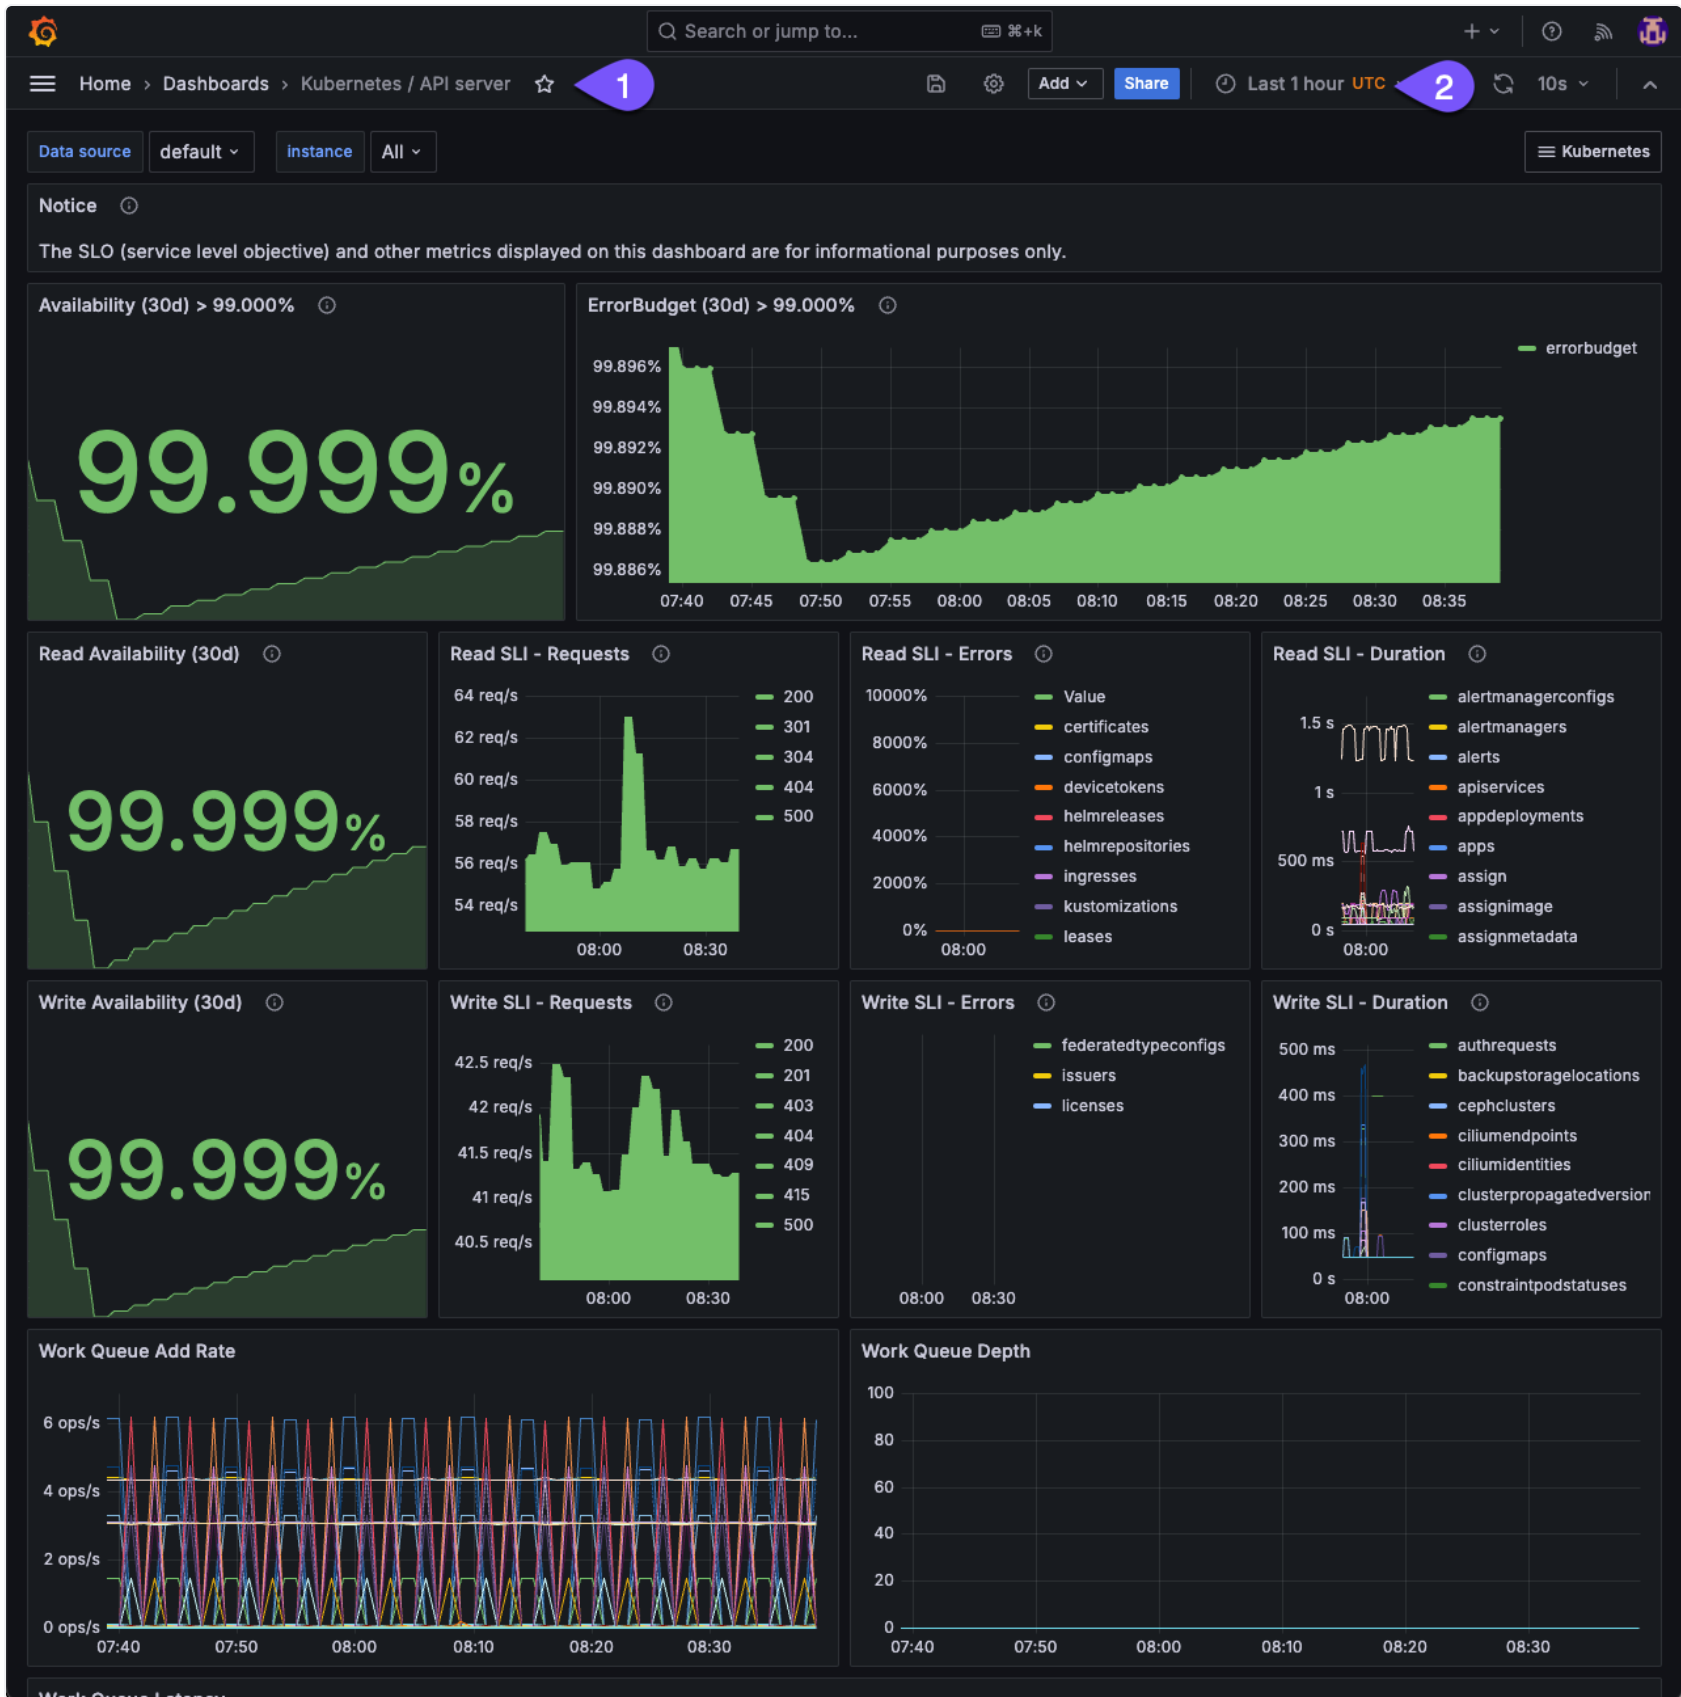 Search or jump to... ⌘+k
Home › Dashboards › Kubernetes / API server
1
Add
Share
Last 1 hour UTC
2
10s
Data source default instance All
Kubernetes
Notice
The SLO (service level objective) and other metrics displayed on this dashboard are for informational purposes only.
Availability (30d) > 99.000%
99.999%
ErrorBudget (30d) > 99.000%
99.896%
99.894%
99.892%
99.890%
99.888%
99.886%
07:40 07:45 07:50 07:55 08:00 08:05 08:10 08:15 08:20 08:25 08:30 08:35
errorbudget
Read Availability (30d)
99.999%
Read SLI - Requests
64 req/s
62 req/s
60 req/s
58 req/s
56 req/s
54 req/s
08:00 08:30
200
301
304
404
500
Read SLI - Errors
10000%
8000%
6000%
4000%
2000%
0%
08:00
Value
certificates
configmaps
devicetokens
helmreleases
helmrepositories
ingresses
kustomizations
leases
Read SLI - Duration
1.5 s
1 s
500 ms
0 s
08:00
alertmanagerconfigs
alertmanagers
alerts
apiservices
appdeployments
apps
assign
assignimage
assignmetadata
Write Availability (30d)
99.999%
Write SLI - Requests
42.5 req/s
42 req/s
41.5 req/s
41 req/s
40.5 req/s
08:00 08:30
200
201
403
404
409
415
500
Write SLI - Errors
08:00 08:30
federatedtypeconfigs
issuers
licenses
Write SLI - Duration
500 ms
400 ms
300 ms
200 ms
100 ms
0 s
08:00
authrequests
backupstoragelocations
cephclusters
ciliumendpoints
ciliumidentities
clusterpropagatedversion
clusterroles
configmaps
constraintpodstatuses
Work Queue Add Rate
6 ops/s
4 ops/s
2 ops/s
0 ops/s
07:40 07:50 08:00 08:10 08:20 08:30
Work Queue Depth
100
80
60
40
20
0
07:40 07:50 08:00 08:10 08:20 08:30
Work Queue Latency